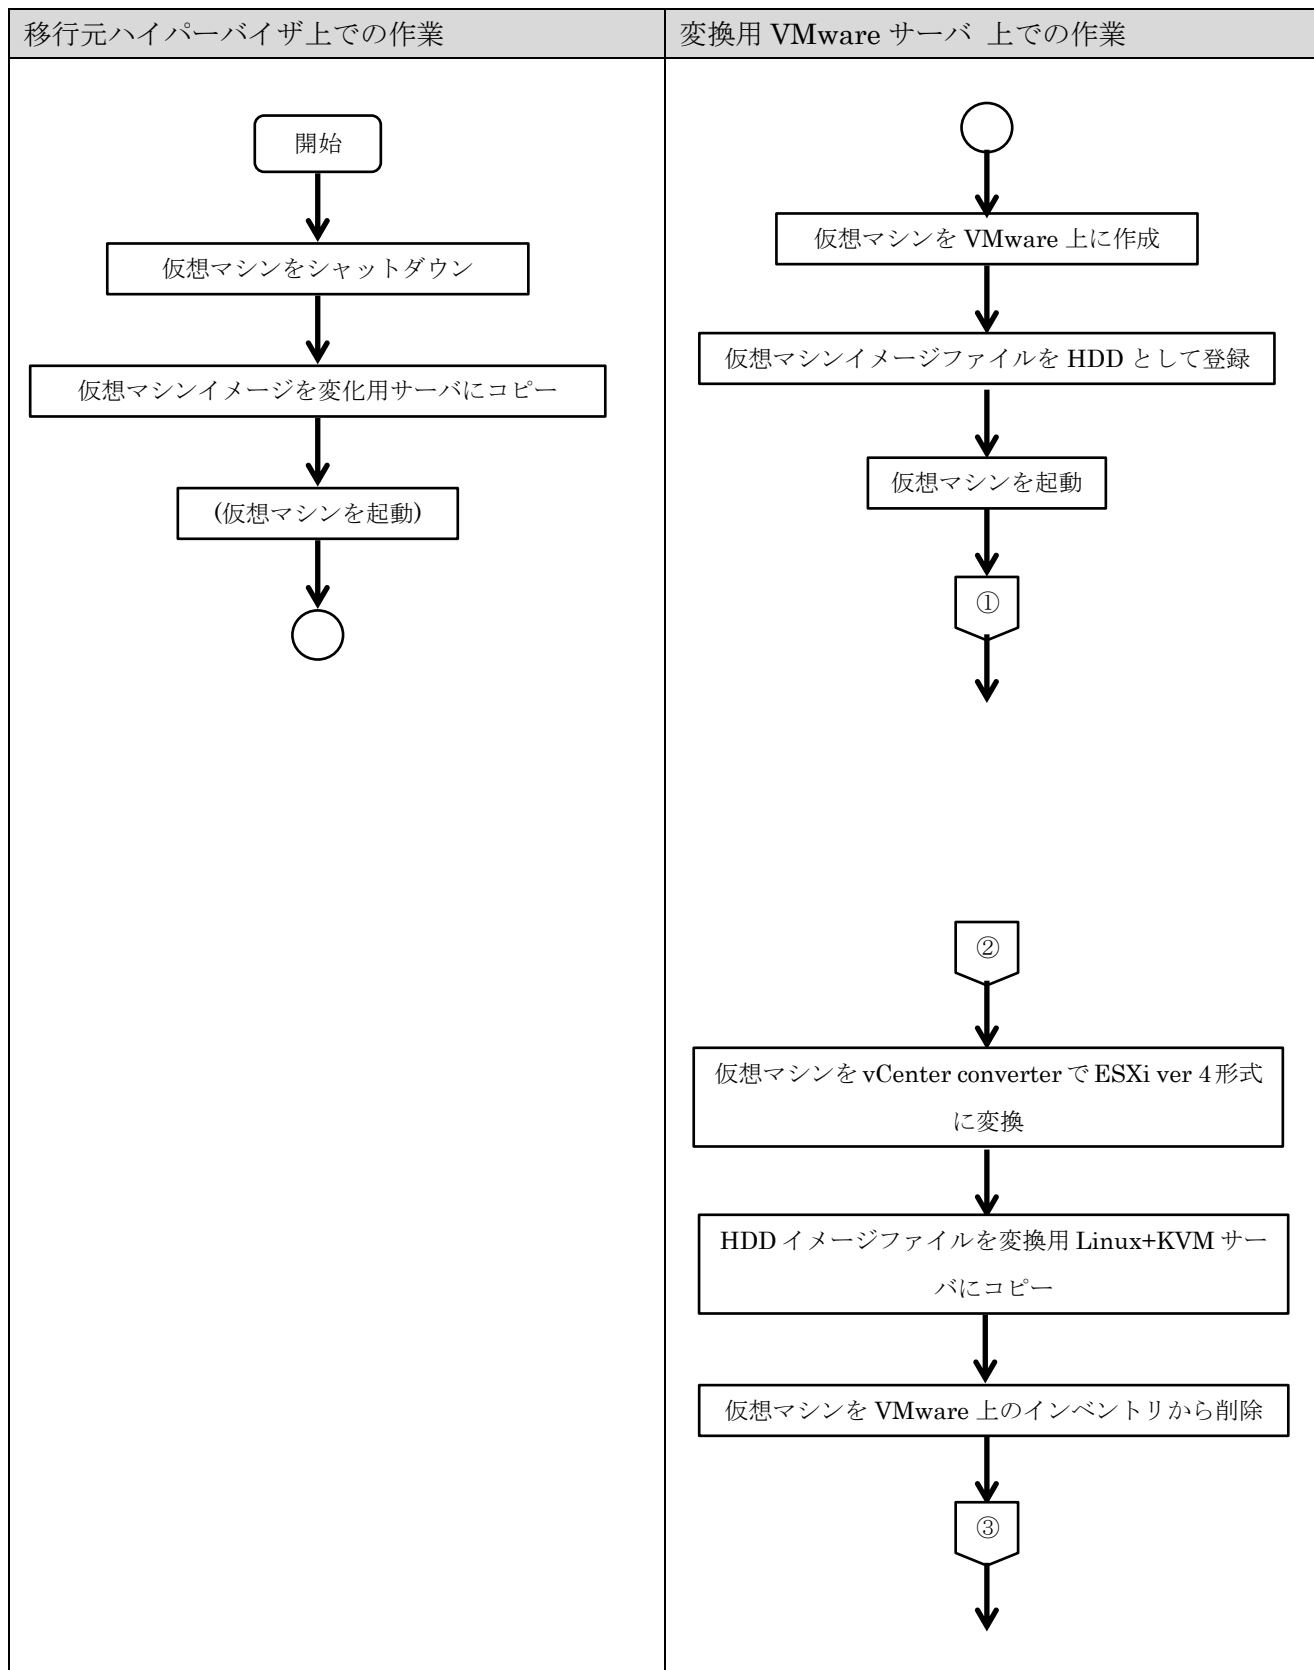 移行元ハイパーバイザ上での作業
変換用 VMware サーバ 上での作業
開始
仮想マシンをシャットダウン
仮想マシンイメージを変化用サーバにコピー
(仮想マシンを起動)
仮想マシンを VMware 上に作成
仮想マシンイメージファイルを HDD として登録
仮想マシンを起動
①
②
仮想マシンを vCenter converter で ESXi ver 4 形式
に変換
HDD イメージファイルを変換用 Linux+KVM サー
バにコピー
仮想マシンを VMware 上のインベントリから削除
③